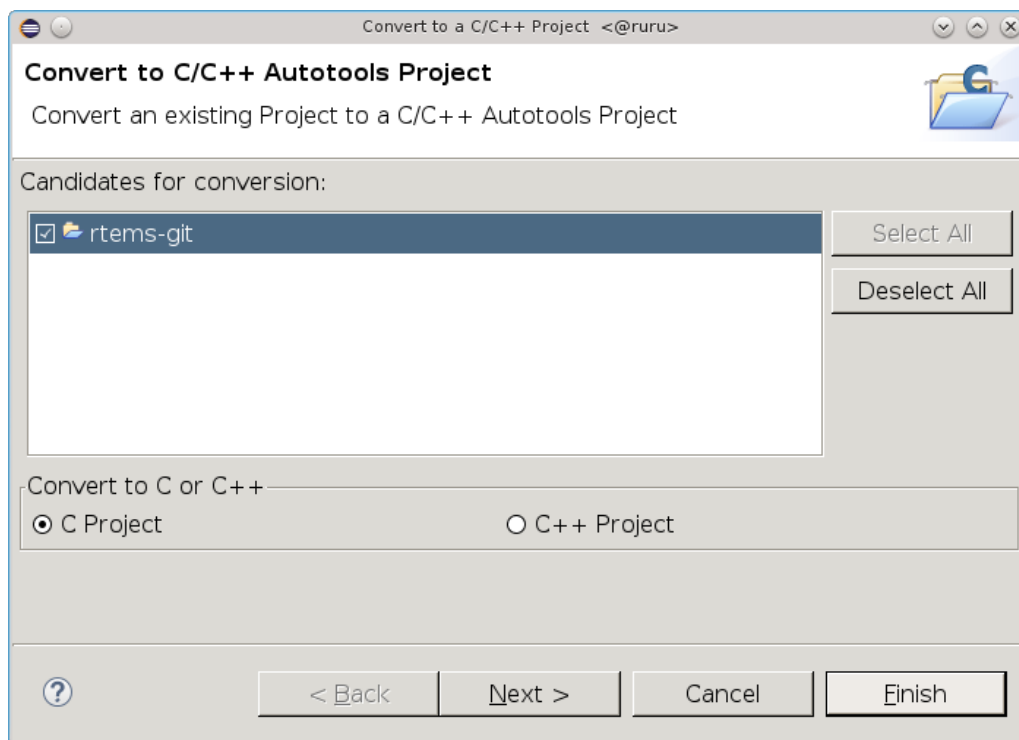 Convert to a C/C++ Project <@ruru>
Convert to C/C++ Autotools Project
Convert an existing Project to a C/C++ Autotools Project
Candidates for conversion:
rtems-git
Select All
Deselect All
Convert to C or C++
C Project
C++ Project
?
< Back
Next >
Cancel
Finish